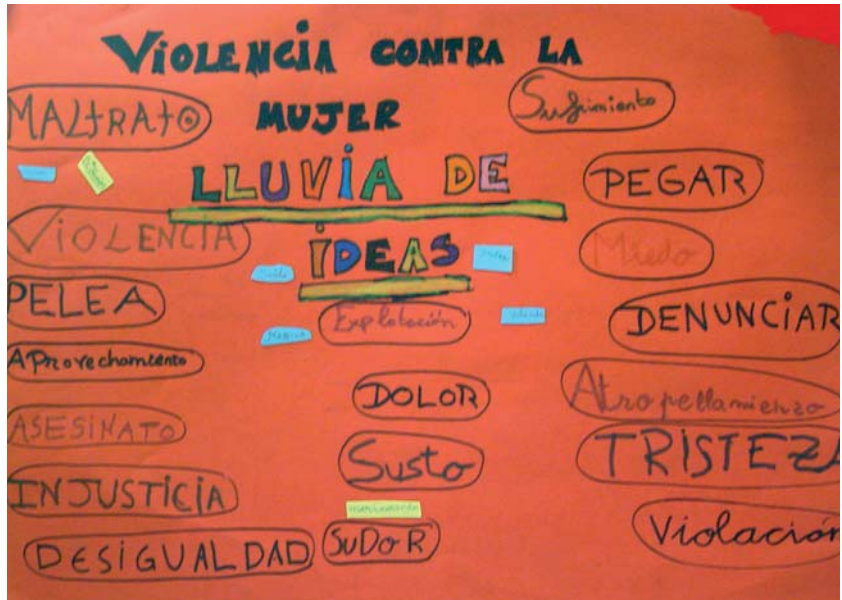 VIOLENCIA CONTRA LA
MUJER
LLUVIA DE
IDEAS
MALTRATO
Sufrimiento
PEGAR
VIOLENCIA
Miedo
PELEA
Explotación
DENUNCIAR
APROvechamiento
DOLOR
Atropellamiento
ASESINATO
Susto
TRISTEZA
INJUSTICIA
Violación
DESIGUALDAD
SUDOR